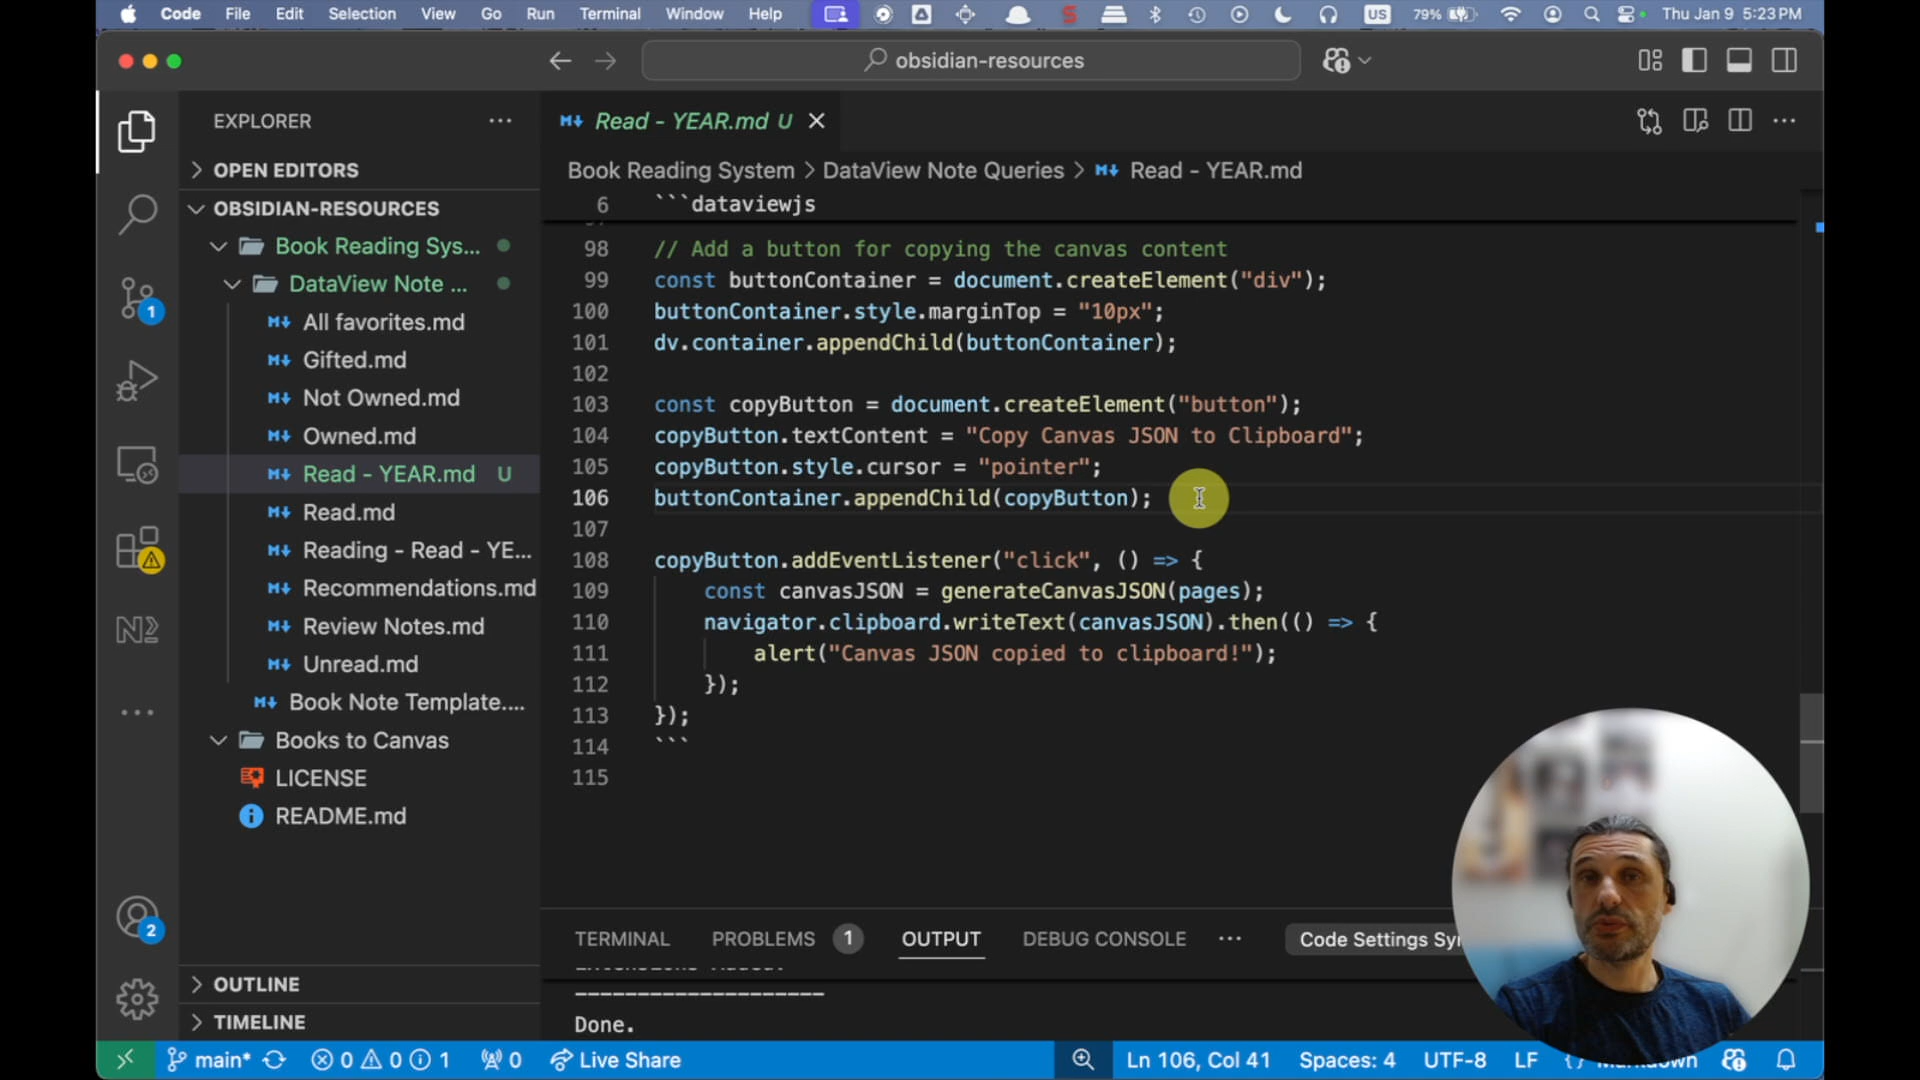 Code File Edit Selection View Go Run Terminal Window Help US 79% Thu Jan 9 5:23 PM
obsidian-resources
EXPLORER
OPEN EDITORS
OBSIDIAN-RESOURCES
Book Reading Sys...
DataView Note ...
All favorites.md
Gifted.md
Not Owned.md
Owned.md
Read - YEAR.md U
Read.md
Reading - Read - YE...
Recommendations.md
Review Notes.md
Unread.md
Book Note Template....
Books to Canvas
LICENSE
README.md
OUTLINE
TIMELINE
1
2
Read - YEAR.md U
Book Reading System > DataView Note Queries > Read - YEAR.md
6 ```dataviewjs
98 // Add a button for copying the canvas content
99 const buttonContainer = document.createElement("div");
100 buttonContainer.style.marginTop = "10px";
101 dv.container.appendChild(buttonContainer);
102
103 const copyButton = document.createElement("button");
104 copyButton.textContent = "Copy Canvas JSON to Clipboard";
105 copyButton.style.cursor = "pointer";
106 buttonContainer.appendChild(copyButton);
107
108 copyButton.addEventListener("click", () => {
109 const canvasJSON = generateCanvasJSON(pages);
110 navigator.clipboard.writeText(canvasJSON).then(() => {
111 alert("Canvas JSON copied to clipboard!");
112 });
113 });
114 ```
115
TERMINAL PROBLEMS 1 OUTPUT DEBUG CONSOLE ... Code Settings Syn
--------------------
Done.
main* 0 0 1 0 Live Share Ln 106, Col 41 Spaces: 4 UTF-8 LF